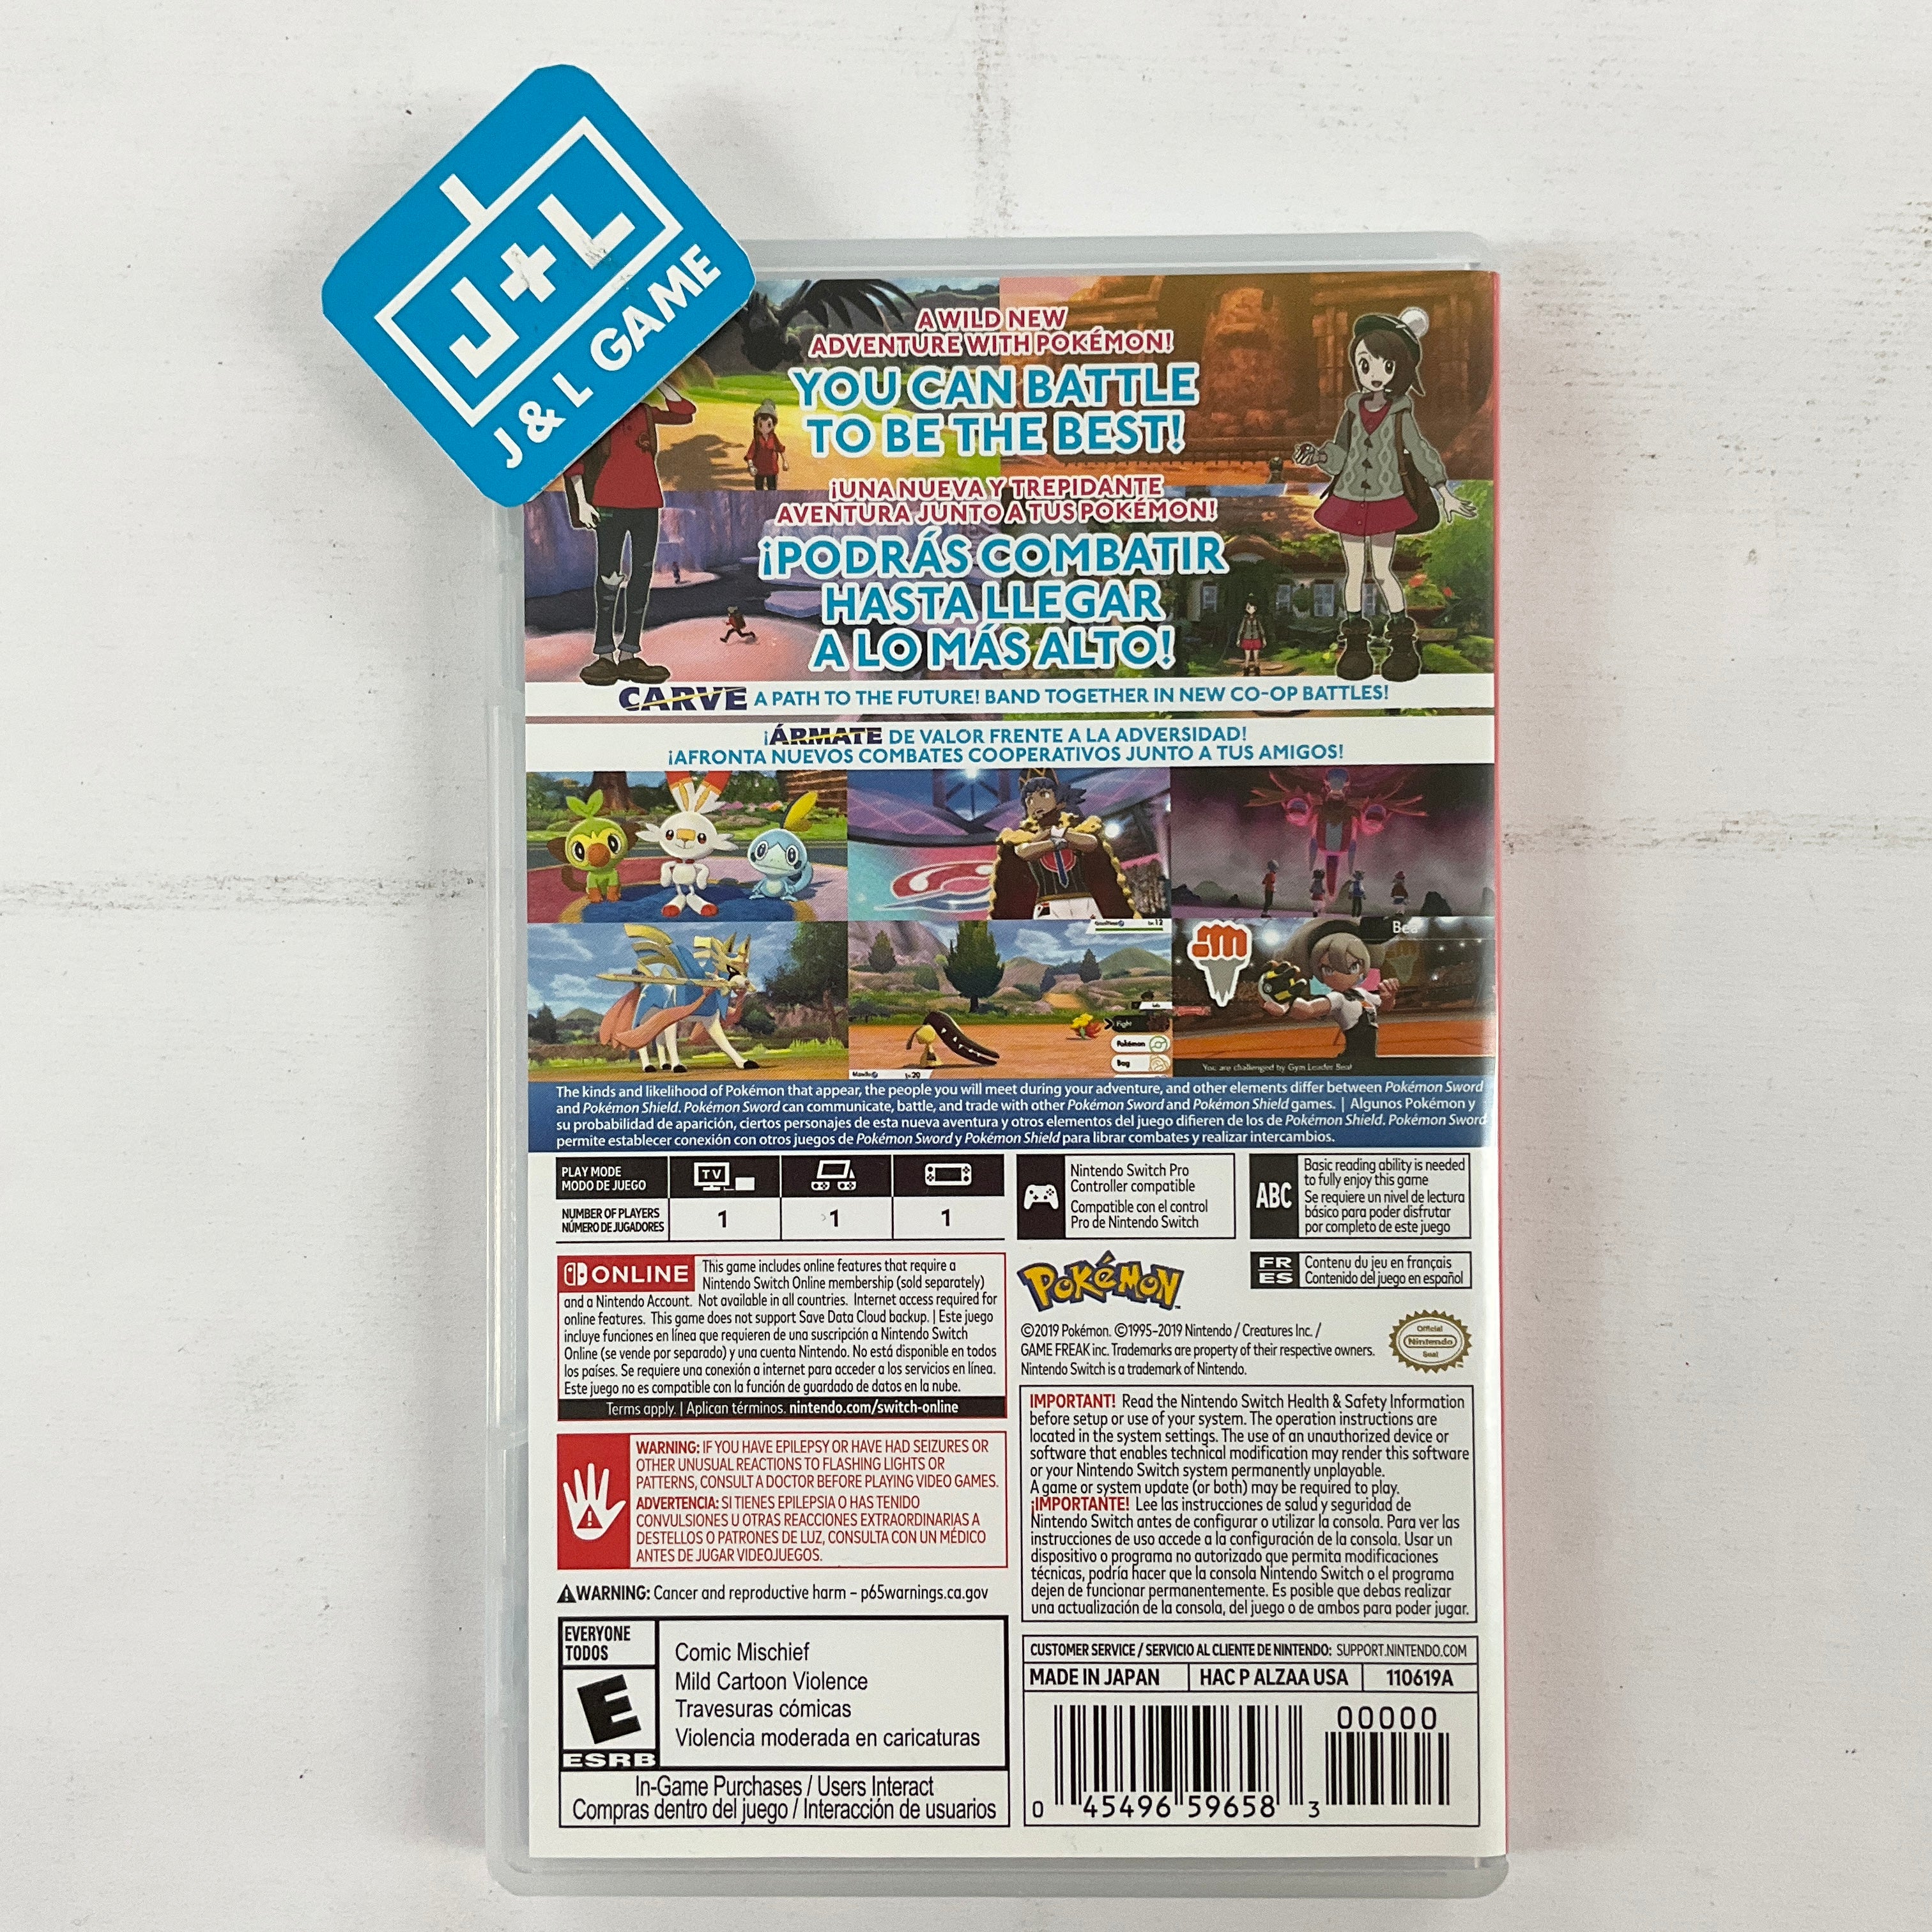 J+L
J & L GAME
A WILD NEW
ADVENTURE WITH POKÉMON!
YOU CAN BATTLE
TO BE THE BEST!
¡UNA NUEVA Y TREPIDANTE
AVENTURA JUNTO A TUS POKÉMON!
¡PODRÁS COMBATIR
HASTA LLEGAR
A LO MÁS ALTO!
CARVE A PATH TO THE FUTURE! BAND TOGETHER IN NEW CO-OP BATTLES!
¡ÁRMATE DE VALOR FRENTE A LA ADVERSIDAD!
¡AFRONTA NUEVOS COMBATES COOPERATIVOS JUNTO A TUS AMIGOS!
Lv.12
Fight
Pokémon
Bag
Mawile
Lv.20
Bea
You are challenged by Gym Leader Bea!
The kinds and likelihood of Pokémon that appear, the people you will meet during your adventure, and other elements differ between Pokémon Sword
and Pokémon Shield. Pokémon Sword can communicate, battle, and trade with other Pokémon Sword and Pokémon Shield games. | Algunos Pokémon y
su probabilidad de aparición, ciertos personajes de esta nueva aventura y otros elementos del juego difieren de los de Pokémon Shield. Pokémon Sword
permite establecer conexión con otros juegos de Pokémon Sword y Pokémon Shield para librar combates y realizar intercambios.
PLAY MODE
MODO DE JUEGO
TV
NUMBER OF PLAYERS
NÚMERO DE JUGADORES
1
1
1
Nintendo Switch Pro
Controller compatible
Compatible con el control
Pro de Nintendo Switch
ABC
Basic reading ability is needed
to fully enjoy this game
Se requiere un nivel de lectura
básico para poder disfrutar
por completo de este juego
ONLINE
This game includes online features that require a
Nintendo Switch Online membership (sold separately)
and a Nintendo Account. Not available in all countries. Internet access required for
online features. This game does not support Save Data Cloud backup. | Este juego
incluye funciones en línea que requieren de una suscripción a Nintendo Switch
Online (se vende por separado) y una cuenta Nintendo. No está disponible en todos
los países. Se requiere una conexión a internet para acceder a los servicios en línea.
Este juego no es compatible con la función de guardado de datos en la nube.
Terms apply. | Aplican términos. nintendo.com/switch-online
POKéMON
TM
FR
ES
Contenu du jeu en français
Contenido del juego en español
©2019 Pokémon. ©1995-2019 Nintendo / Creatures Inc. /
GAME FREAK inc. Trademarks are property of their respective owners.
Nintendo Switch is a trademark of Nintendo.
Official
Nintendo
Seal
WARNING: IF YOU HAVE EPILEPSY OR HAVE HAD SEIZURES OR
OTHER UNUSUAL REACTIONS TO FLASHING LIGHTS OR
PATTERNS, CONSULT A DOCTOR BEFORE PLAYING VIDEO GAMES.
ADVERTENCIA: SI TIENES EPILEPSIA O HAS TENIDO
CONVULSIONES U OTRAS REACCIONES EXTRAORDINARIAS A
DESTELLOS O PATRONES DE LUZ, CONSULTA CON UN MÉDICO
ANTES DE JUGAR VIDEOJUEGOS.
WARNING: Cancer and reproductive harm – p65warnings.ca.gov
IMPORTANT! Read the Nintendo Switch Health & Safety Information
before setup or use of your system. The operation instructions are
located in the system settings. The use of an unauthorized device or
software that enables technical modification may render this software
or your Nintendo Switch system permanently unplayable.
A game or system update (or both) may be required to play.
¡IMPORTANTE! Lee las instrucciones de salud y seguridad de
Nintendo Switch antes de configurar o utilizar la consola. Para ver las
instrucciones de uso accede a la configuración de la consola. Usar un
dispositivo o programa no autorizado que permita modificaciones
técnicas, podría hacer que la consola Nintendo Switch o el programa
dejen de funcionar permanentemente. Es posible que debas realizar
una actualización de la consola, del juego o de ambos para poder jugar.
EVERYONE
TODOS
E
ESRB
Comic Mischief
Mild Cartoon Violence
Travesuras cómicas
Violencia moderada en caricaturas
In-Game Purchases / Users Interact
Compras dentro del juego / Interacción de usuarios
CUSTOMER SERVICE / SERVICIO AL CLIENTE DE NINTENDO: SUPPORT.NINTENDO.COM
MADE IN JAPAN
HAC P ALZAA USA
110619A
00000
0 45496 59658 3